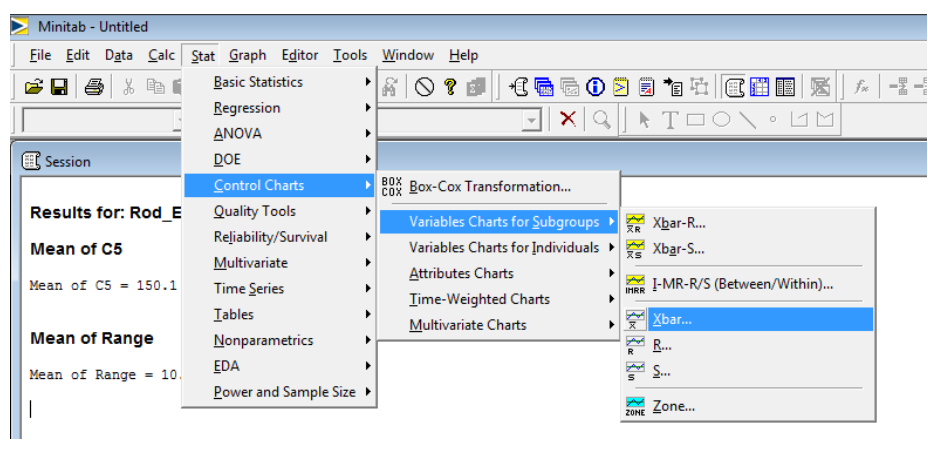 Minitab - Untitled
File Edit Data Calc Stat Graph Editor Tools Window Help
Session
Results for: Rod_E
Mean of C5
Mean of C5 = 150.1
Mean of Range
Mean of Range = 10.
Basic Statistics
Regression
ANOVA
DOE
Control Charts
Quality Tools
Reliability/Survival
Multivariate
Time Series
Tables
Nonparametrics
EDA
Power and Sample Size
BOX COX Box-Cox Transformation...
Variables Charts for Subgroups
Variables Charts for Individuals
Attributes Charts
Time-Weighted Charts
Multivariate Charts
X R Xbar-R...
X S Xbar-S...
IMRR I-MR-R/S (Between/Within)...
X Xbar...
R R...
S S...
ZONE Zone...